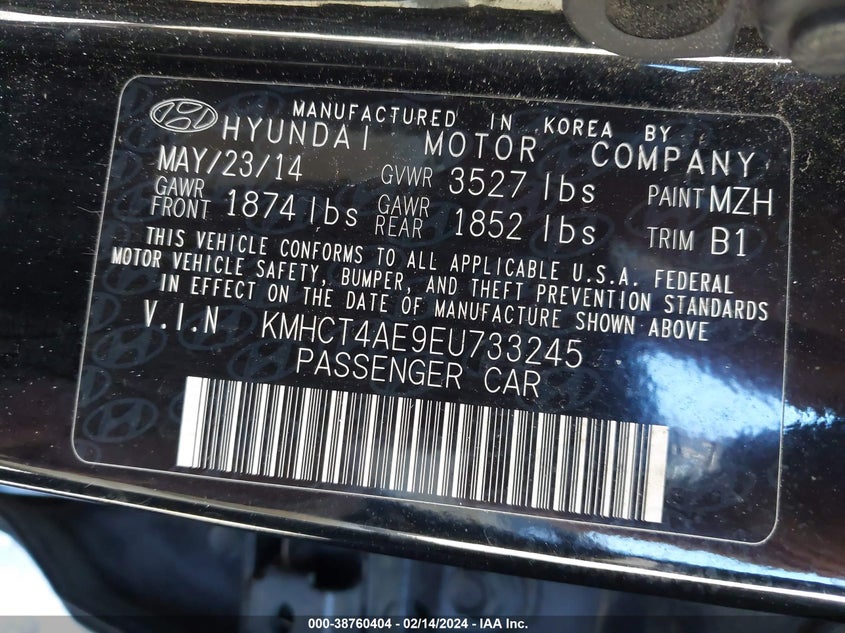 MANUFACTURED IN KOREA BY
HYUNDAI MOTOR COMPANY
MAY/23/14 GVWR 3527 lbs PAINT MZH
GAWR FRONT 1874 lbs GAWR REAR 1852 lbs TRIM B1
THIS VEHICLE CONFORMS TO ALL APPLICABLE U.S.A. FEDERAL
MOTOR VEHICLE SAFETY, BUMPER, AND THEFT PREVENTION STANDARDS
IN EFFECT ON THE DATE OF MANUFACTURE SHOWN ABOVE
V.I.N KMHCT4AE9EU733245
PASSENGER CAR
000-38760404 - 02/14/2024 - IAA Inc.